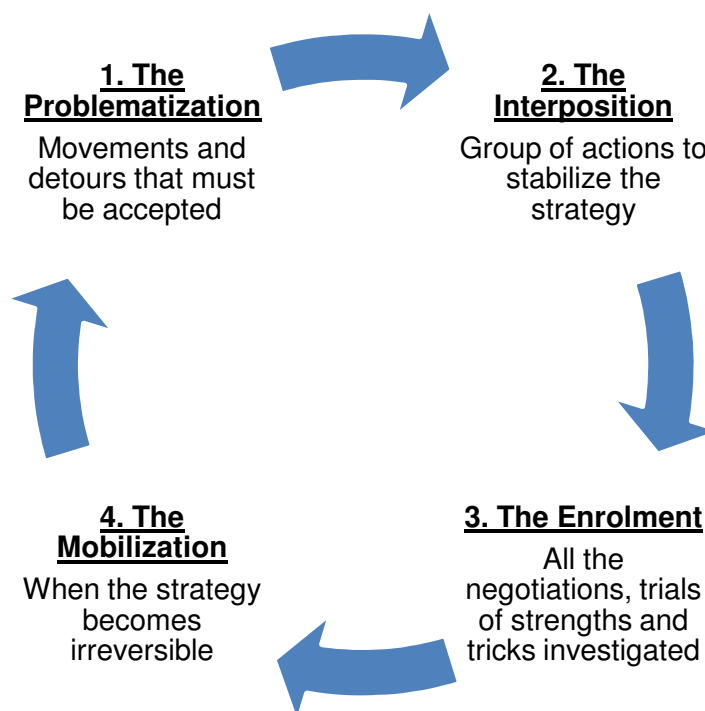 1. The
Problematization
Movements and
detours that must
be accepted
2. The
Interposition
Group of actions to
stabilize the
strategy
3. The Enrolment
All the
negotiations, trials
of strengths and
tricks investigated
4. The
Mobilization
When the strategy
becomes
irreversible